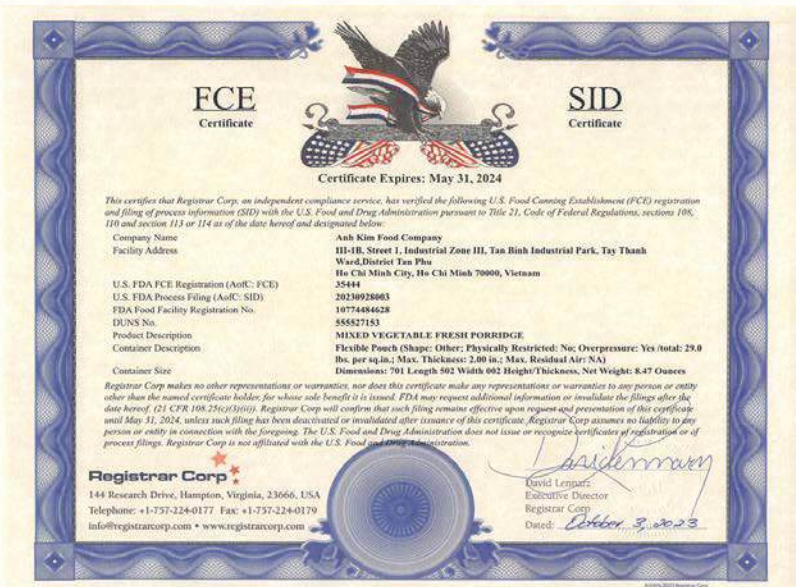 FCE
Certificate
SID
Certificate
Certificate Expires: May 31, 2024
This certifies that Registrar Corp, an independent compliance service, has verified the following U.S. Food Canning Establishment (FCE) registration
and filing of process information (SID) with the U.S. Food and Drug Administration pursuant to Title 21, Code of Federal Regulations, sections 108,
110 and section 113 or 114 as of the date hereof and designated below:
Company Name Anh Kim Food Company
Facility Address III-1B, Street 1, Industrial Zone III, Tan Binh Industrial Park, Tay Thanh
Ward,District Tan Phu
Ho Chi Minh City, Ho Chi Minh 70000, Vietnam
U.S. FDA FCE Registration (AofC: FCE) 35444
U.S. FDA Process Filing (AofC: SID) 20230928003
FDA Food Facility Registration No. 10774484628
DUNS No. 555527153
Product Description MIXED VEGETABLE FRESH PORRIDGE
Container Description Flexible Pouch (Shape: Other; Physically Restricted: No; Overpressure: Yes /total: 29.0
lbs. per sq.in.; Max. Thickness: 2.00 in.; Max. Residual Air: NA)
Container Size Dimensions: 701 Length 502 Width 002 Height/Thickness, Net Weight: 8.47 Ounces
Registrar Corp makes no other representations or warranties, nor does this certificate make any representations or warranties to any person or entity
other than the named certificate holder, for whose sole benefit it is issued. FDA may request additional information or invalidate the filings after the
date hereof. (21 CFR 108.25(c)(3)(ii)). Registrar Corp will confirm that such filing remains effective upon request and presentation of this certificate
until May 31, 2024, unless such filing has been deactivated or invalidated after issuance of this certificate. Registrar Corp assumes no liability to any
person or entity in connection with the foregoing. The U.S. Food and Drug Administration does not issue or recognize certificates of registration or of
process filings. Registrar Corp is not affiliated with the U.S. Food and Drug Administration.
Registrar Corp
144 Research Drive, Hampton, Virginia, 23666, USA
Telephone: +1-757-224-0177 Fax: +1-757-224-0179
info@registrarcorp.com • www.registrarcorp.com
David Lennarz
Executive Director
Registrar Corp
Dated: October 3, 2023